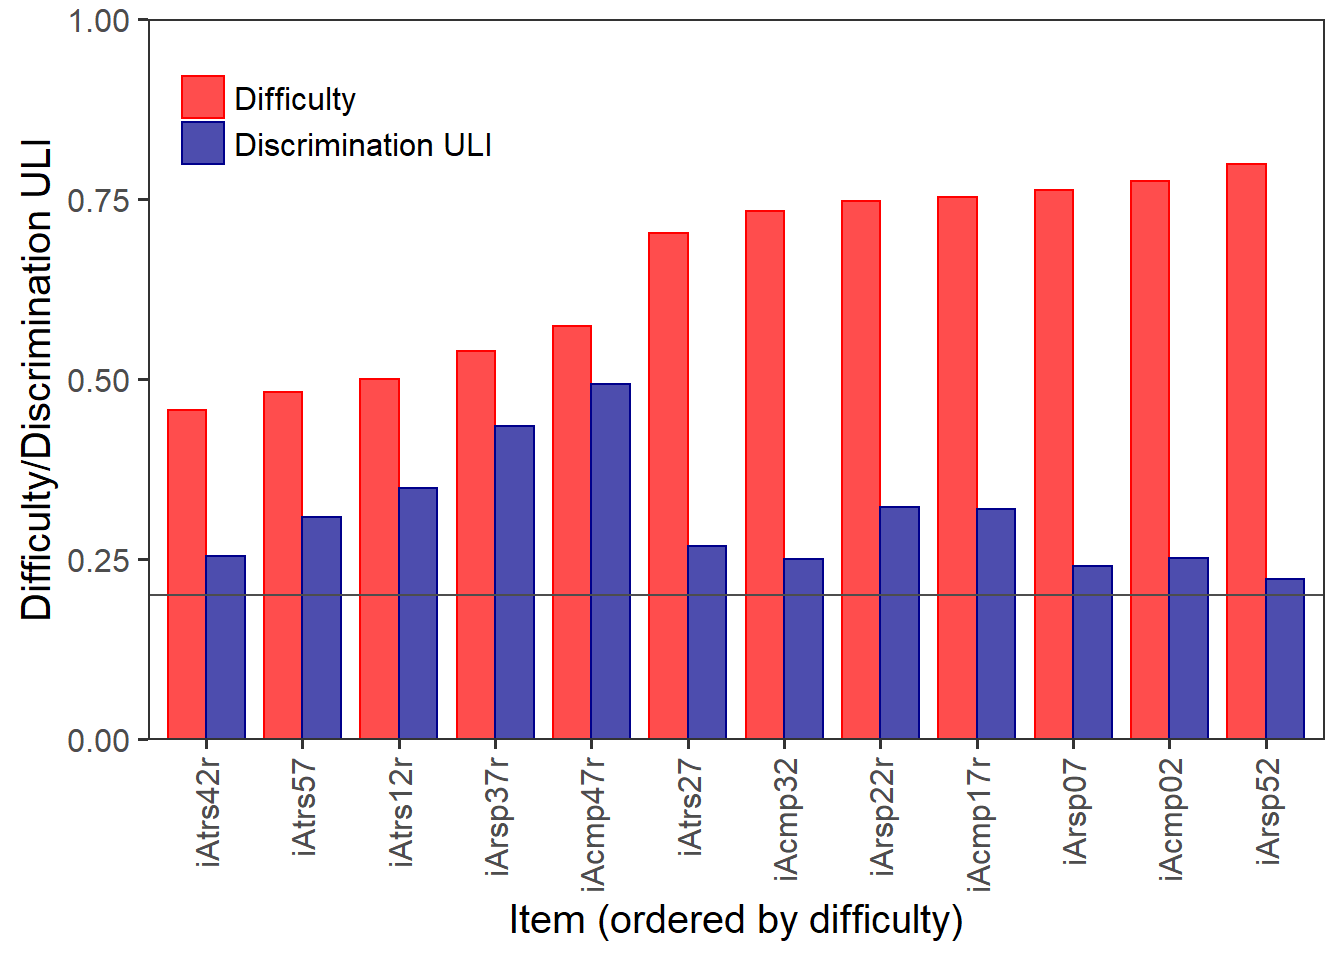 1.00
0.75
0.50
0.25
0.00
Difficulty/Discrimination ULI
Difficulty
Discrimination ULI
iAtrs42r
iAtrs57
iAtrs12r
iArsp37r
iAcmp47r
iAtrs27
iAcmp32
iArsp22r
iAcmp17r
iArsp07
iAcmp02
iArsp52
Item (ordered by difficulty)